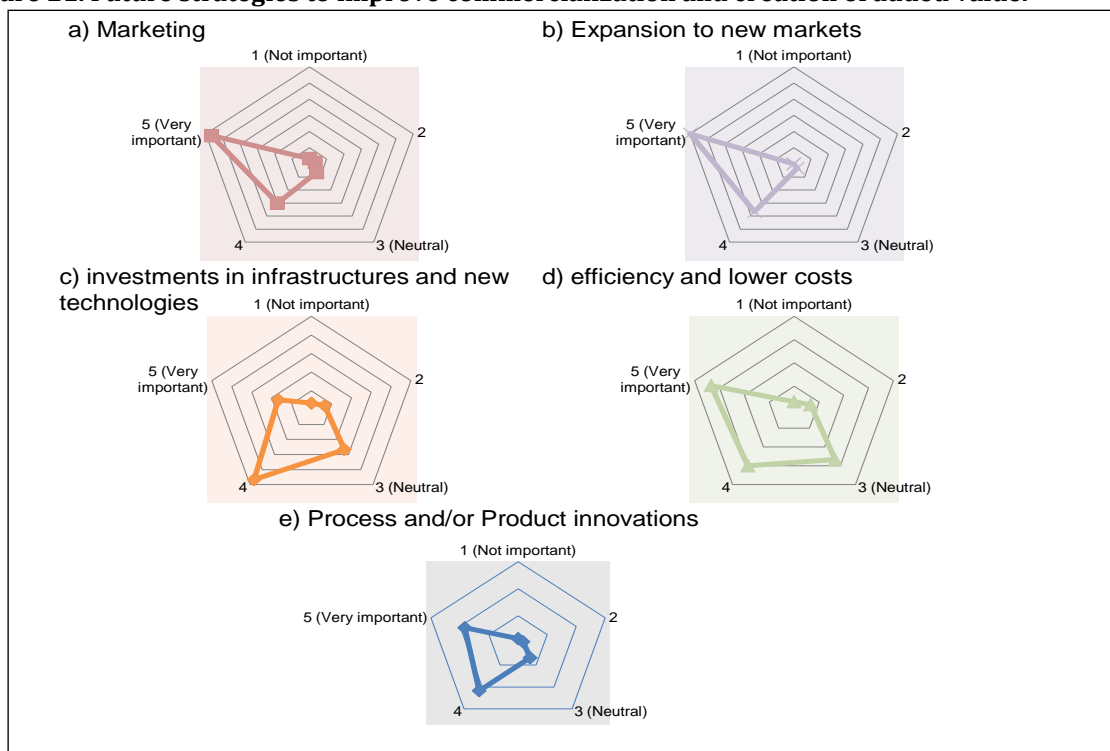 a) Marketing
1 (Not important)
2
3 (Neutral)
4
5 (Very
important)
b) Expansion to new markets
1 (Not important)
2
3 (Neutral)
4
5 (Very
important)
c) investments in infrastructures and new
technologies
1 (Not important)
2
3 (Neutral)
4
5 (Very
important)
d) efficiency and lower costs
1 (Not important)
2
3 (Neutral)
4
5 (Very
important)
e) Process and/or Product innovations
1 (Not important)
2
3 (Neutral)
4
5 (Very important)